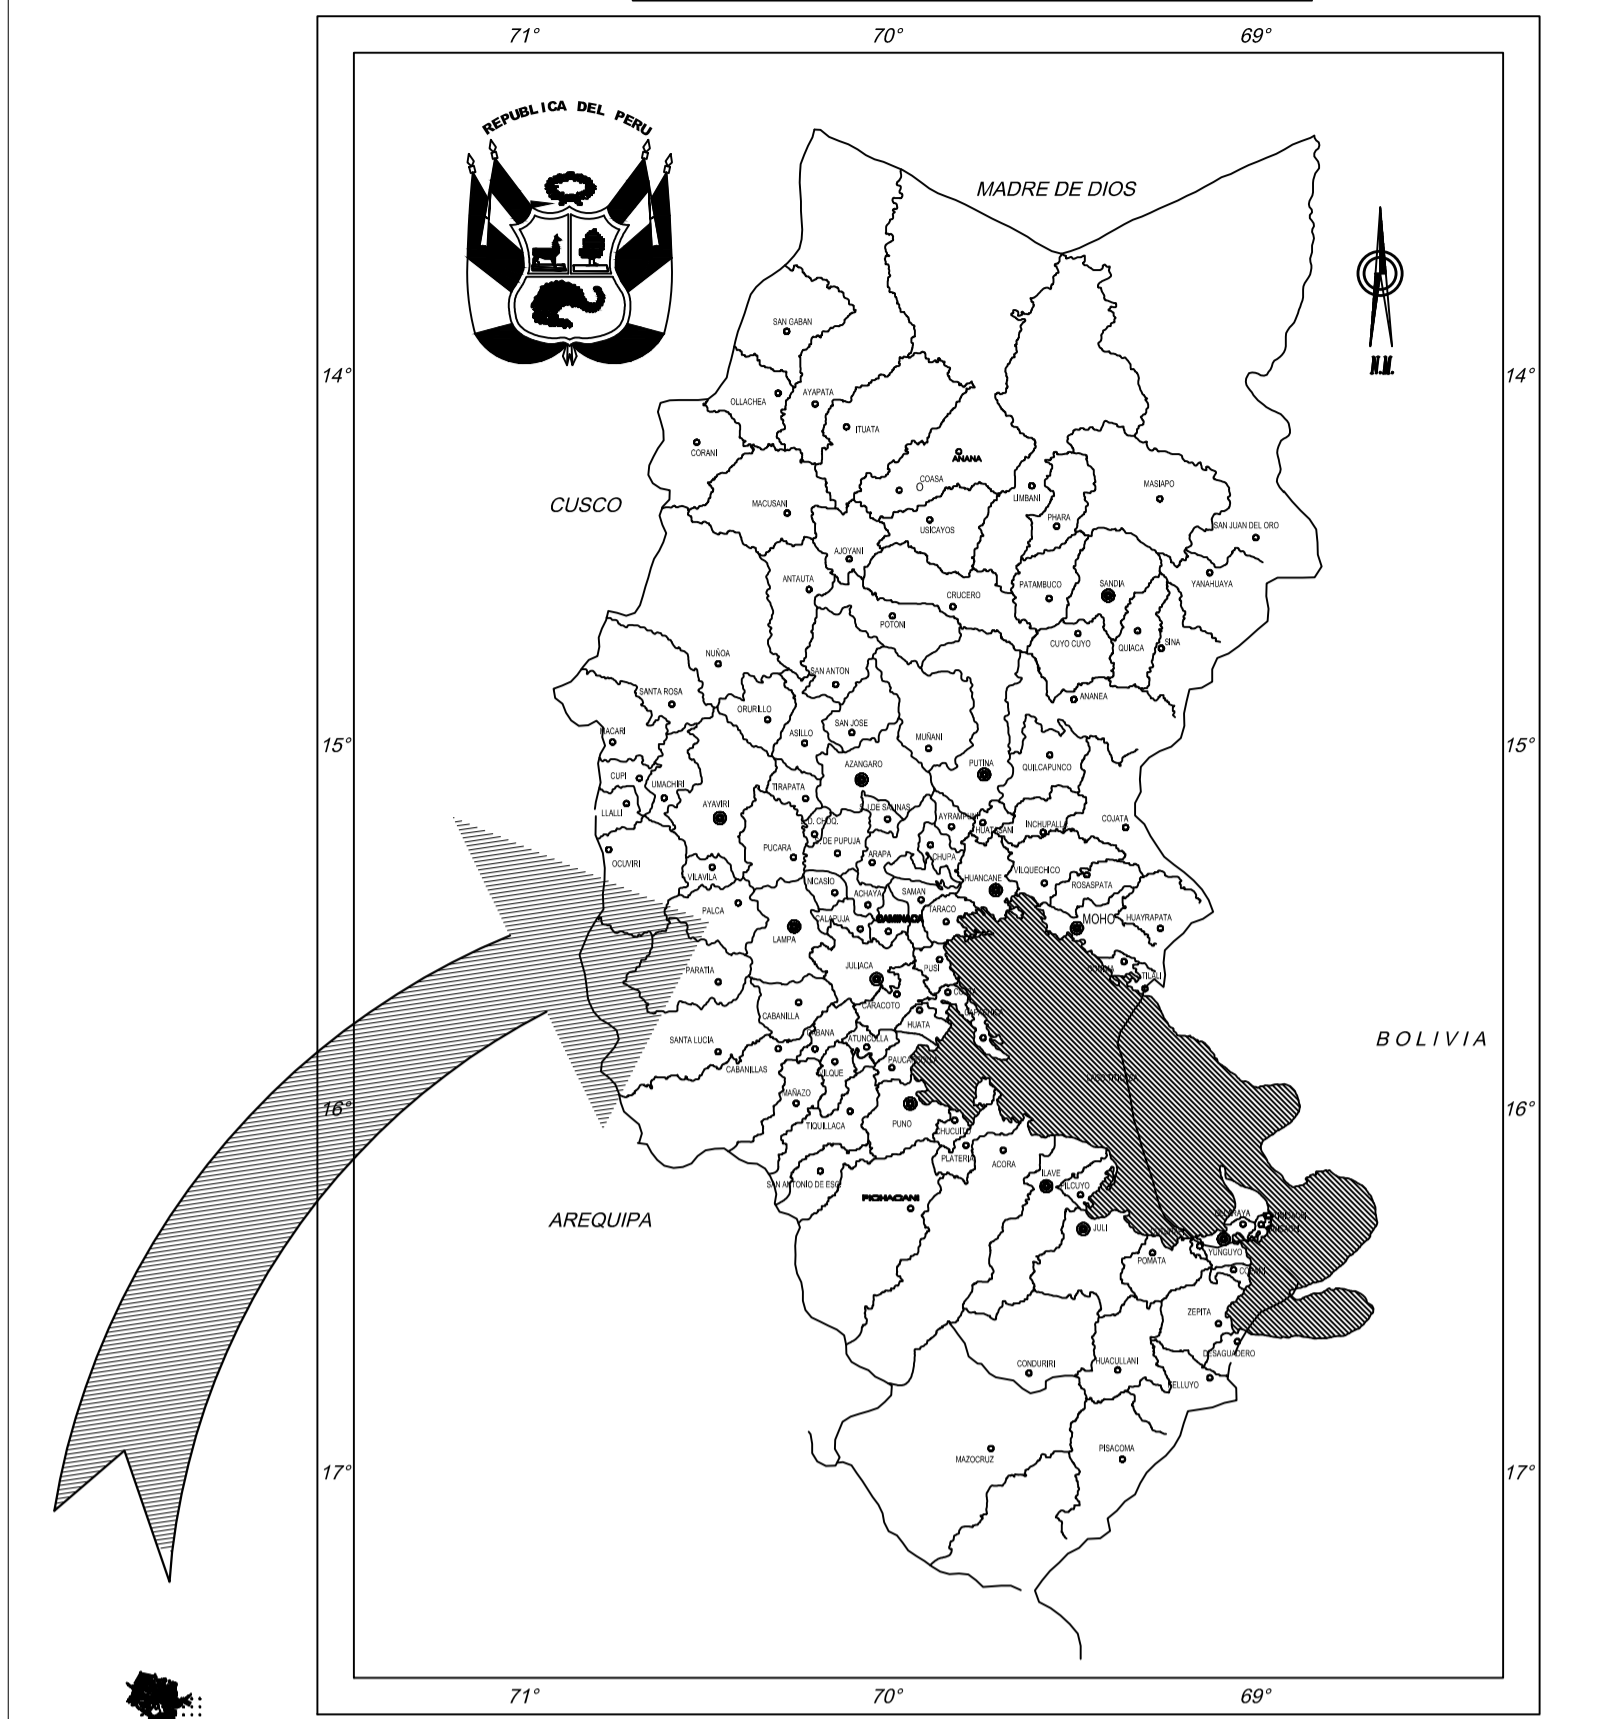 71° 70° 69°
REPUBLICA DEL PERU
MADRE DE DIOS
SAN GABAN
14° 14°
OLLACHEA
AYAPATA
ITUATA
CORANI
ANANA
COASA
LIMBANI
MASIAPO
CUSCO
MACUSANI
PHARA
USICAYOS
SAN JUAN DEL ORO
AJOYANI
ANTAUTA
CRUCERO
PATAMBUCO
SANDIA
YANAHUAYA
POTONI
CUYO CUYO
QUIACA
SINA
NUÑOA
SAN ANTON
SANTA ROSA
ANANEA
ORURILLO
SAN JOSE
ASILLO
MUÑANI
15° 15°
AZANGARO
PUTINA
QUILCAPUNCO
CUPI
UMACHIRI
TIRAPATA
LLALLI
AYAVIRI
COJATA
INCHUPALLA
PUCARA
ARAPA
CHUPA
OCUVIRI
VILAVILA
NICASIO
HUANCANE
VILQUECHICO
ROSASPATA
ACHAYA
SAMAN
PALCA
CALAPUJA
CAMINACA
TARACO
MOHO
HUAYRAPATA
LAMPA
PARATIA
JULIACA
PUSI
TILALI
CARACOTO
CABANILLA
HUATA
SANTA LUCIA
CABANA
ATUNCOLLA
BOLIVIA
CABANILLAS
MAÑAZO
16° 16°
TIQUILLACA
PUNO
CHUCUITO
PLATERIA
ACORA
ILAVE
PILCUYO
SAN ANTONIO DE ESQ.
PICHACANI
AREQUIPA
JULI
POMATA
YUNGUYO
ZEPITA
DESAGUADERO
CONDURIRI
HUACULLANI
KELLUYO
MAZOCRUZ
PISACOMA
17° 17°
71° 70° 69°
N.M.